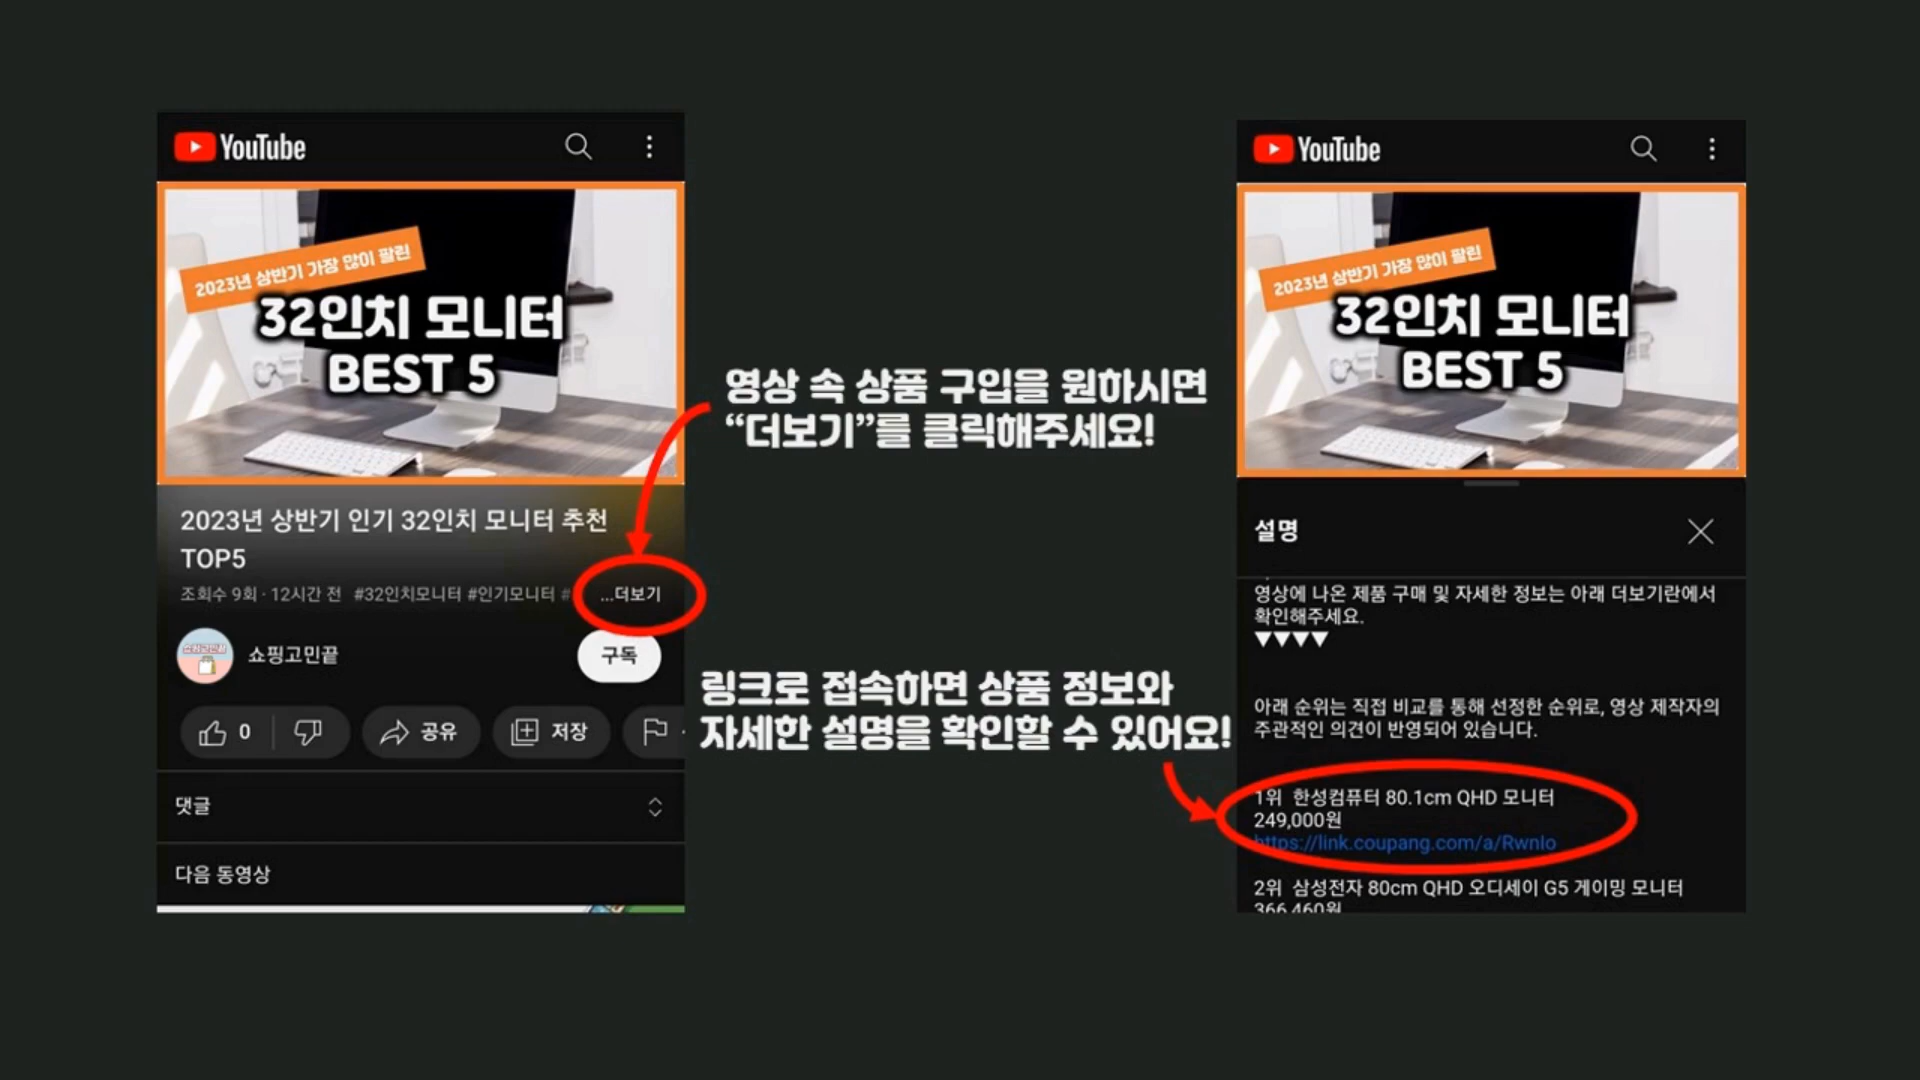 YouTube
2023년 상반기 가장 많이 팔린
32인치 모니터
BEST 5
2023년 상반기 인기 32인치 모니터 추천
TOP5
조회수 9회 · 12시간 전 #32인치모니터 #인기모니터 # ...더보기
쇼핑고민끝
쇼핑고민끝
구독
0
공유
저장
댓글
다음 동영상
영상 속 상품 구입을 원하시면
“더보기”를 클릭해주세요!
링크로 접속하면 상품 정보와
자세한 설명을 확인할 수 있어요!
YouTube
2023년 상반기 가장 많이 팔린
32인치 모니터
BEST 5
설명
영상에 나온 제품 구매 및 자세한 정보는 아래 더보기란에서
확인해주세요.
▼▼▼▼
아래 순위는 직접 비교를 통해 선정한 순위로, 영상 제작자의
주관적인 의견이 반영되어 있습니다.
1위 한성컴퓨터 80.1cm QHD 모니터
249,000원
https://link.coupang.com/a/RwnIo
2위 삼성전자 80cm QHD 오디세이 G5 게이밍 모니터
366,460원